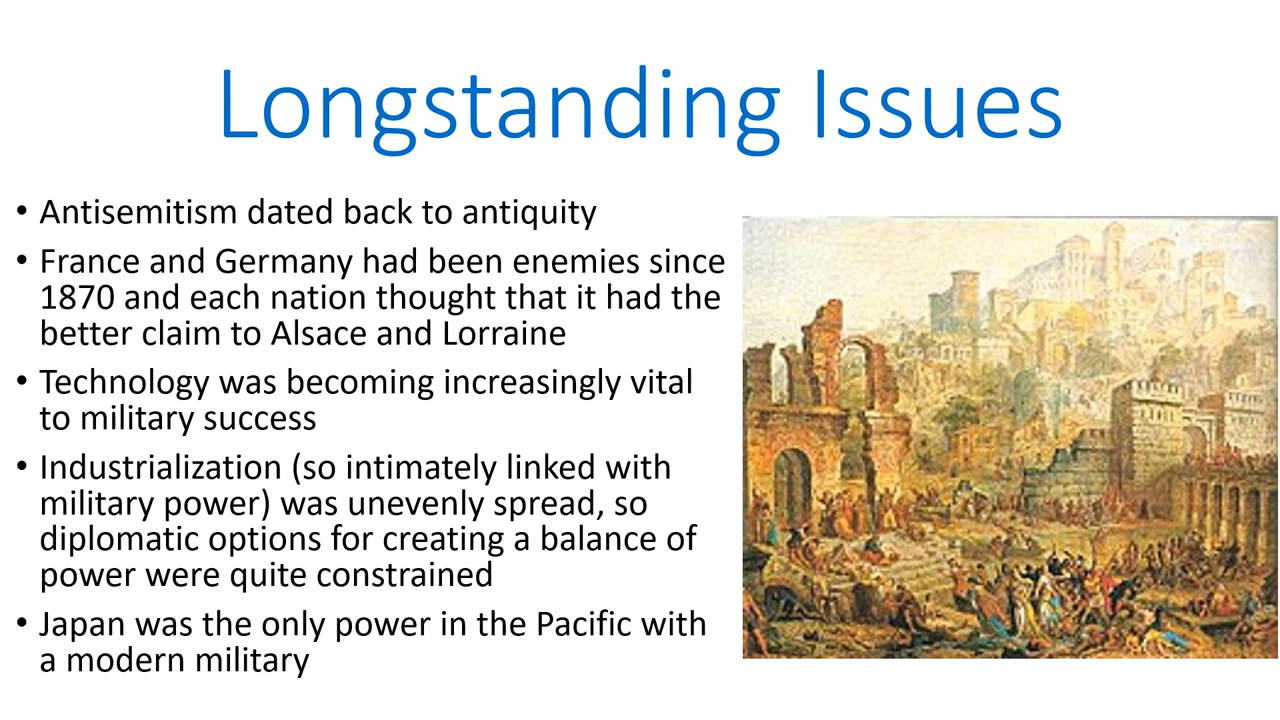 Longstanding Issues
• Antisemitism dated back to antiquity
• France and Germany had been enemies since
1870 and each nation thought that it had the
better claim to Alsace and Lorraine
• Technology was becoming increasingly vital
to military success
• Industrialization (so intimately linked with
military power) was unevenly spread, so
diplomatic options for creating a balance of
power were quite constrained
• Japan was the only power in the Pacific with
a modern military